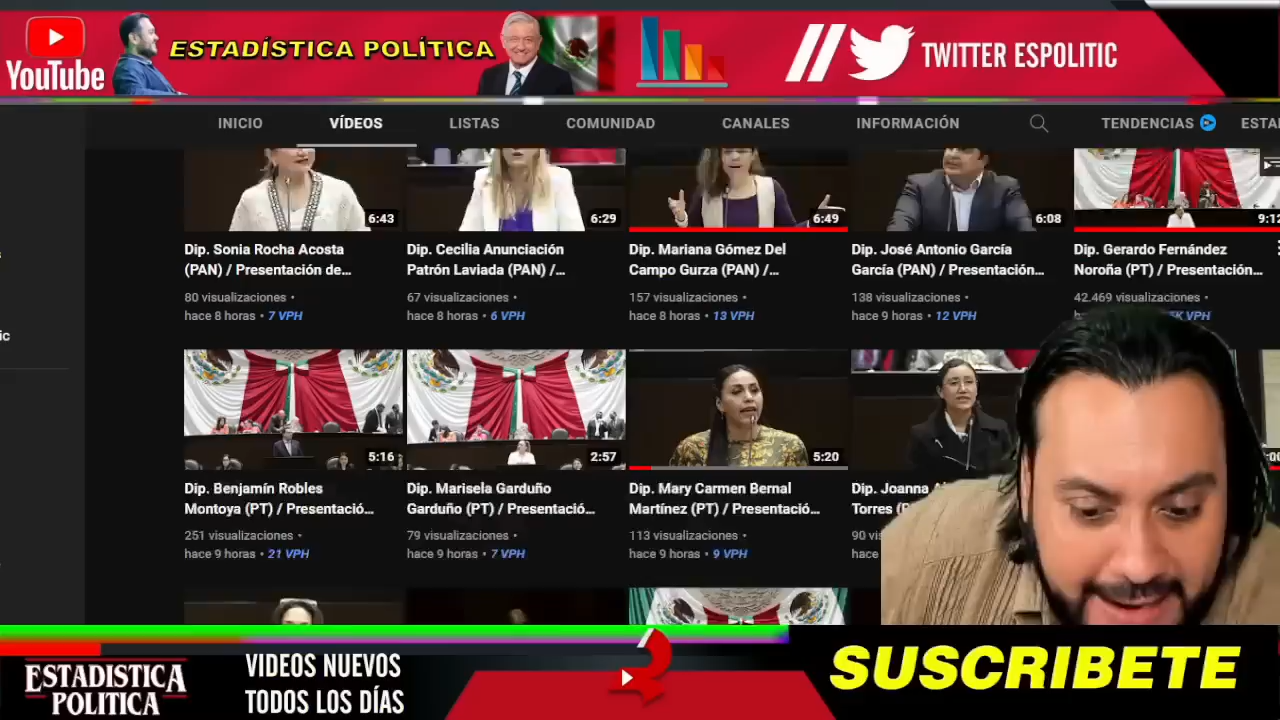 YouTube
ESTADÍSTICA POLÍTICA
TWITTER ESPOLITIC
INICIO
VÍDEOS
LISTAS
COMUNIDAD
CANALES
INFORMACIÓN
TENDENCIAS
ESTA
6:43
6:29
6:49
6:08
Dip. Sonia Rocha Acosta
(PAN) / Presentación de...
80 visualizaciones •
hace 8 horas • 7 VPH
Dip. Cecilia Anunciación
Patrón Laviada (PAN) /...
67 visualizaciones •
hace 8 horas • 6 VPH
Dip. Mariana Gómez Del
Campo Gurza (PAN) /...
157 visualizaciones •
hace 8 horas • 13 VPH
Dip. José Antonio García
García (PAN) / Presentación...
138 visualizaciones •
hace 9 horas • 12 VPH
Dip. Gerardo Fernández
Noroña (PT) / Presentación...
42.469 visualizaciones •
VPH
ic
5:16
2:57
5:20
Dip. Benjamín Robles
Montoya (PT) / Presentació...
251 visualizaciones •
hace 9 horas • 21 VPH
Dip. Marisela Garduño
Garduño (PT) / Presentació...
79 visualizaciones •
hace 9 horas • 7 VPH
Dip. Mary Carmen Bernal
Martínez (PT) / Presentació...
113 visualizaciones •
hace 9 horas • 9 VPH
Dip. Joanna
Torres
90
hace
ESTADISTICA
POLITICA
VIDEOS NUEVOS
TODOS LOS DÍAS
SUSCRIBETE